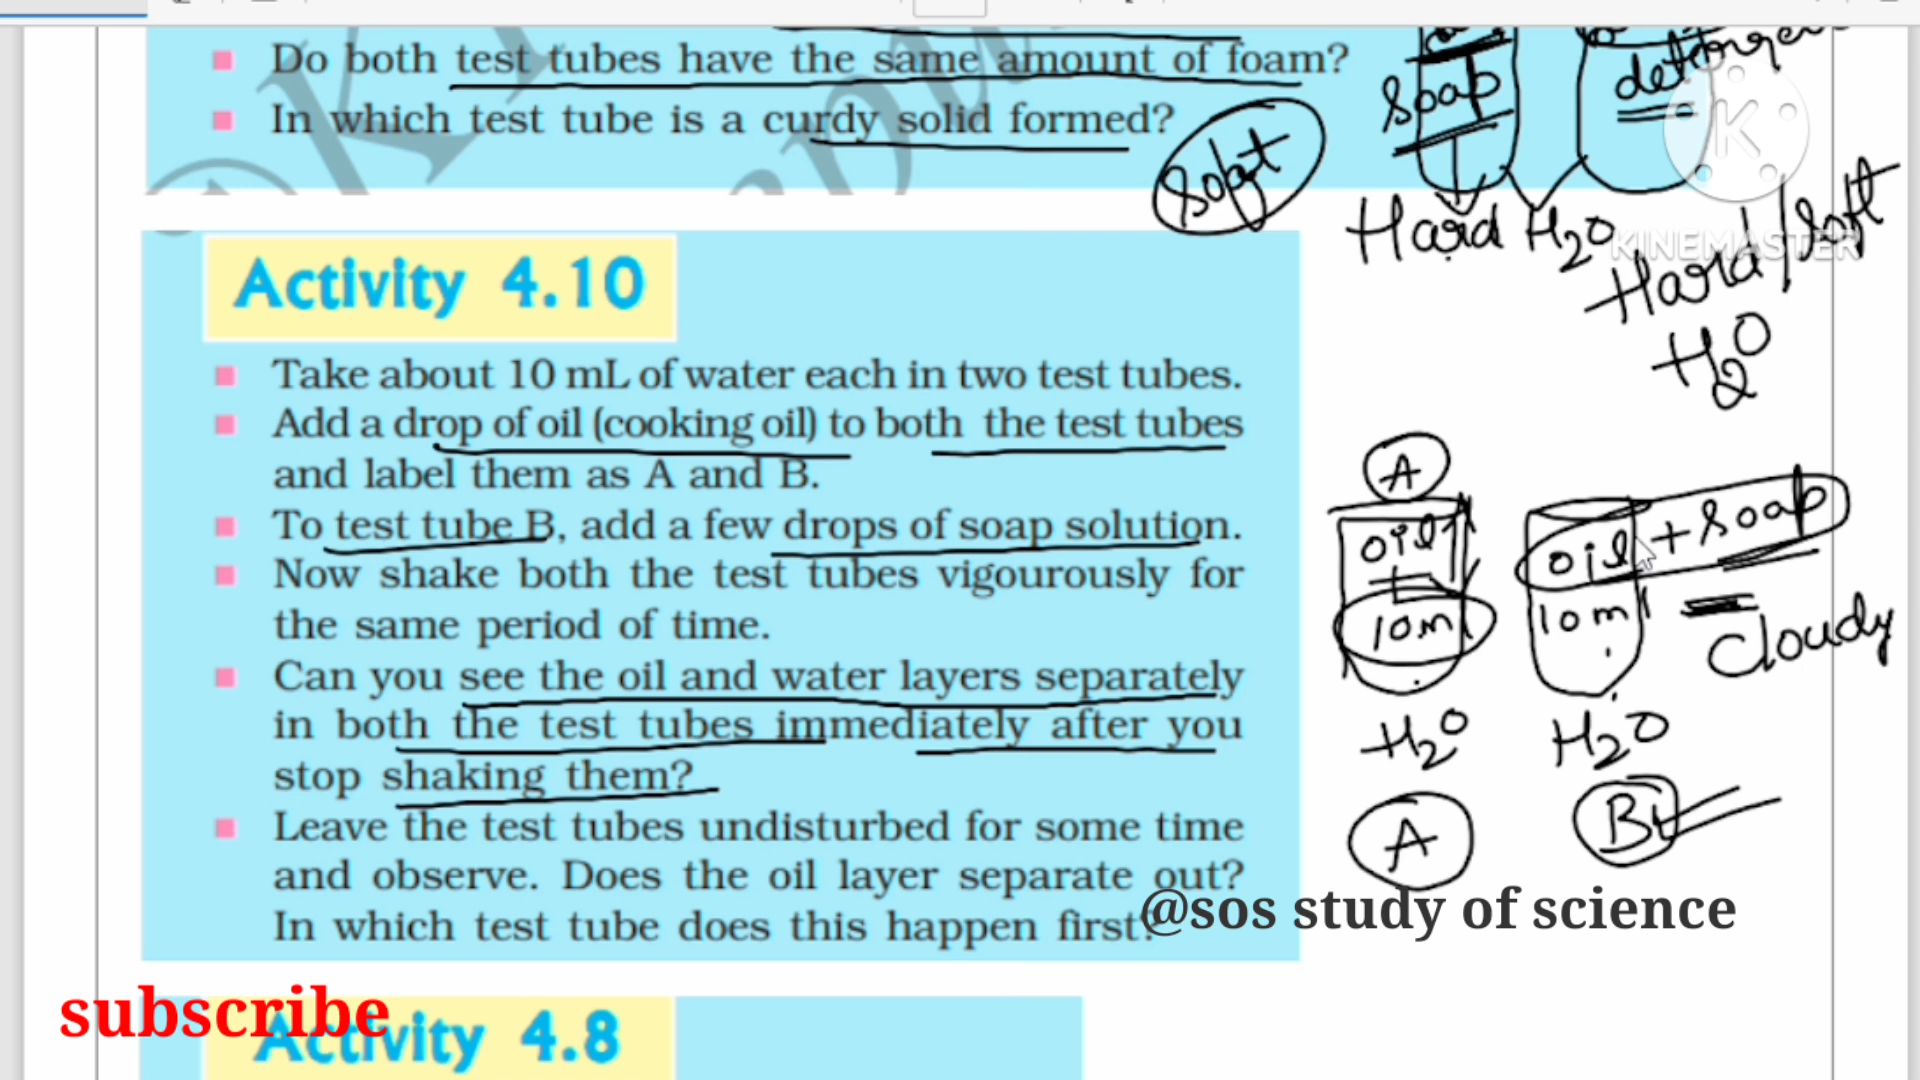 Do both test tubes have the same amount of foam?
In which test tube is a curdy solid formed?
Soap
Hard H2O
detergent
Hard/Soft
H2O
KINEMASTER
Activity 4.10
Take about 10 mL of water each in two test tubes.
Add a drop of oil (cooking oil) to both the test tubes
and label them as A and B.
To test tube B, add a few drops of soap solution.
Now shake both the test tubes vigourously for
the same period of time.
Can you see the oil and water layers separately
in both the test tubes immediately after you
stop shaking them?
Leave the test tubes undisturbed for some time
and observe. Does the oil layer separate out?
In which test tube does this happen first?
A
oil
10ml
H2O
A
oil + Soap
10ml
Cloudy
H2O
B
@sos study of science
subscribe
Activity 4.8